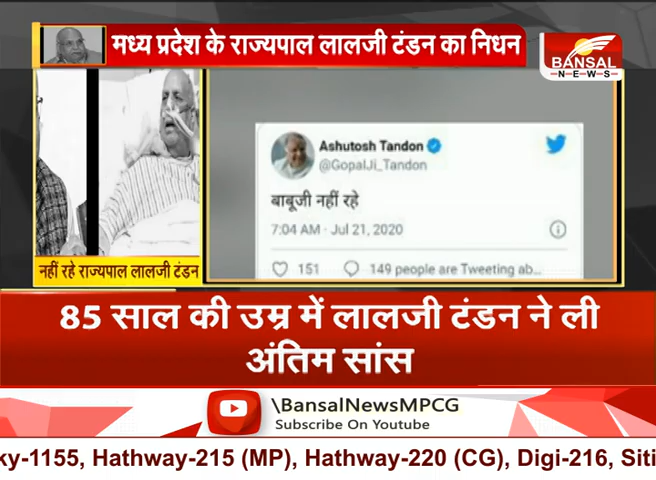 मध्य प्रदेश के राज्यपाल लालजी टंडन का निधन
BANSAL
NEWS
Ashutosh Tandon
@GopalJi_Tandon
बाबूजी नहीं रहे
7:04 AM · Jul 21, 2020
151 149 people are Tweeting ab...
नहीं रहे राज्यपाल लालजी टंडन
85 साल की उम्र में लालजी टंडन ने ली
अंतिम सांस
\BansalNewsMPCG
Subscribe On Youtube
ky-1155, Hathway-215 (MP), Hathway-220 (CG), Digi-216, Siti